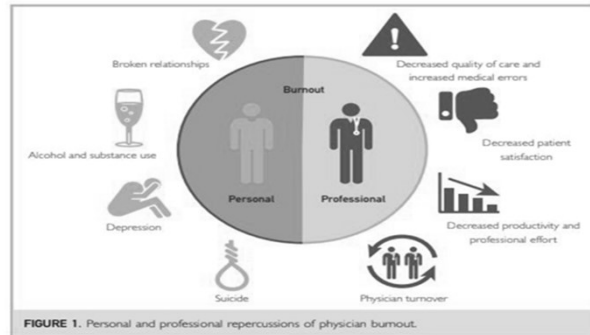 Broken relationships
Decreased quality of care and
increased medical errors
Burnout
Alcohol and substance use
Decreased patient
satisfaction
Personal
Professional
Depression
Decreased productivity and
professional effort
Suicide
Physician turnover
FIGURE 1. Personal and professional repercussions of physician burnout.